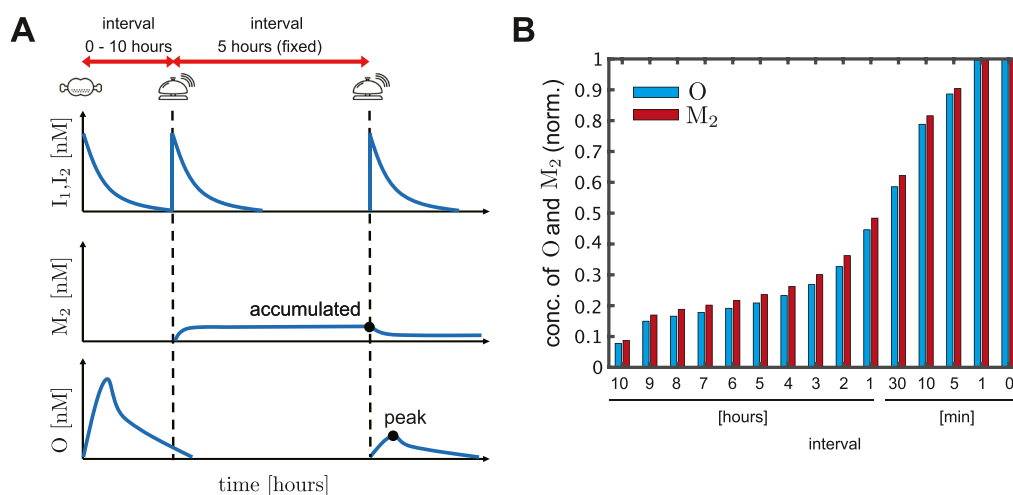 A
interval
0 - 10 hours
interval
5 hours (fixed)
I₁,I₂ [nM]
M₂ [nM]
accumulated
O [nM]
peak
time [hours]
B
conc. of O and M₂ (norm.)
1
0.9
0.8
0.7
0.6
0.5
0.4
0.3
0.2
0.1
0
O
M₂
10 9 8 7 6 5 4 3 2 1 30 10 5 1 0
[hours] [min]
interval